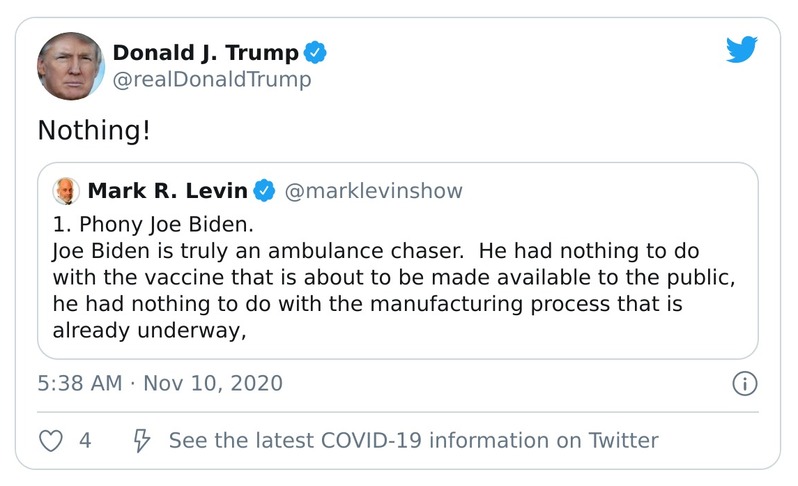 Donald J. Trump
@realDonaldTrump
Nothing!
Mark R. Levin @marklevinshow
1. Phony Joe Biden.
Joe Biden is truly an ambulance chaser.  He had nothing to do
with the vaccine that is about to be made available to the public,
he had nothing to do with the manufacturing process that is
already underway,
5:38 AM · Nov 10, 2020
4 See the latest COVID-19 information on Twitter